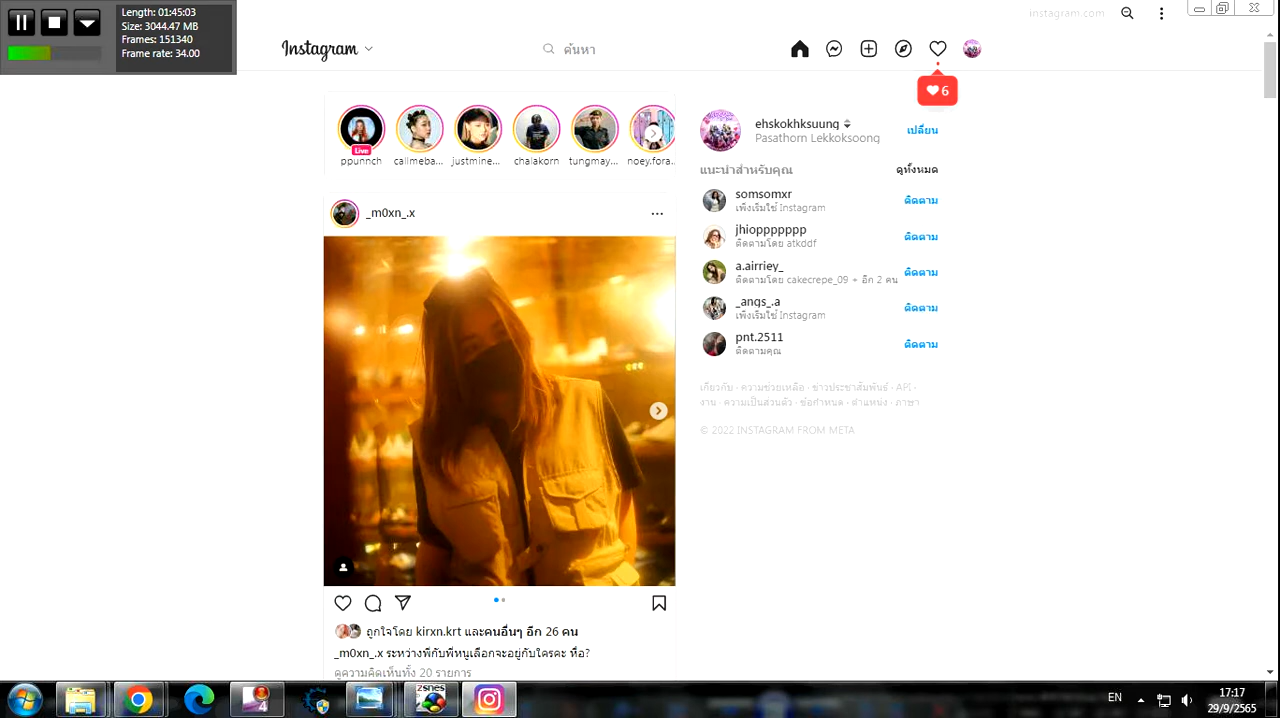 Length: 01:45:03
Size: 3044.47 MB
Frames: 151340
Frame rate: 34.00
instagram.com
Instagram
ค้นหา
6
ppunnch
callmeba...
justmine...
chalakorn
tungmay...
noey.fora...
Live
ehskokhksuung
Pasathorn Lekkoksoong
เปลี่ยน
แนะนำสำหรับคุณ
ดูทั้งหมด
somsomxr
เพิ่งเริ่มใช้ Instagram
ติดตาม
jhioppppppp
ติดตามโดย atkddf
ติดตาม
a.airriey_
ติดตามโดย cakecrepe_09 + อีก 2 คน
ติดตาม
_angs_.a
เพิ่งเริ่มใช้ Instagram
ติดตาม
pnt.2511
ติดตามคุณ
ติดตาม
เกี่ยวกับ · ความช่วยเหลือ · ข่าวประชาสัมพันธ์ · API ·
งาน · ความเป็นส่วนตัว · ข้อกำหนด · ตำแหน่ง · ภาษา
© 2022 INSTAGRAM FROM META
_m0xn_.x
ถูกใจโดย kirxn.krt และคนอื่นๆ อีก 26 คน
_m0xn_.x ระหว่างพี่กับพี่หนูเลือกจะอยู่กับใครคะ หื่อ?
ดูความคิดเห็นทั้ง 20 รายการ
4
zsnes
EN
17:17
29/9/2565